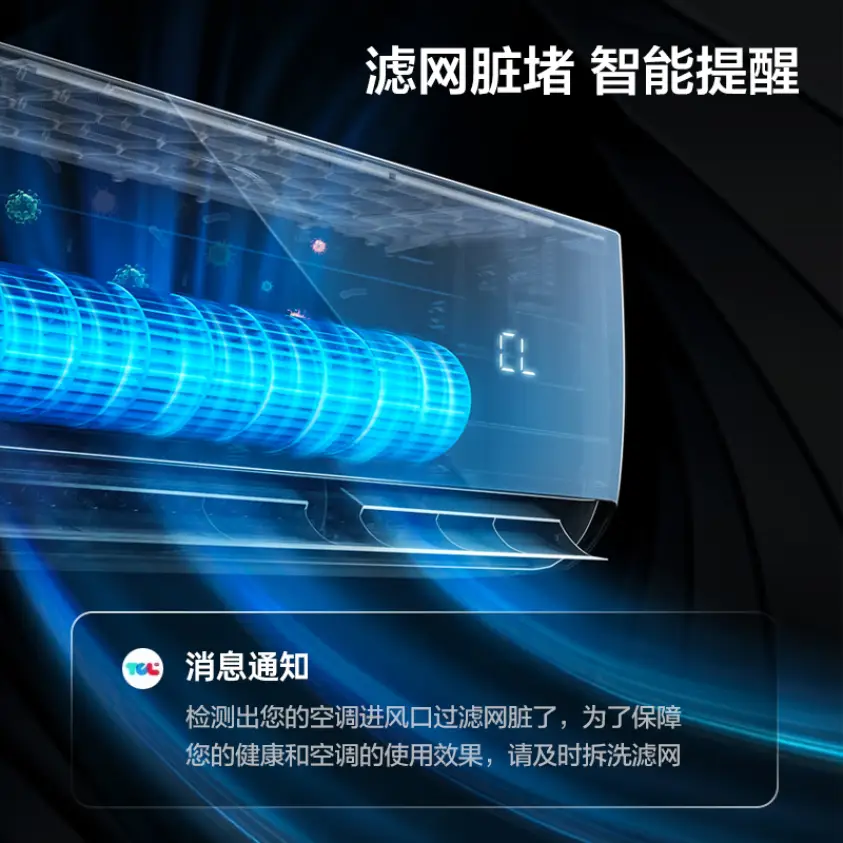 滤网脏堵 智能提醒
CL
TCL
消息通知
检测出您的空调进风口过滤网脏了，为了保障
您的健康和空调的使用效果，请及时拆洗滤网